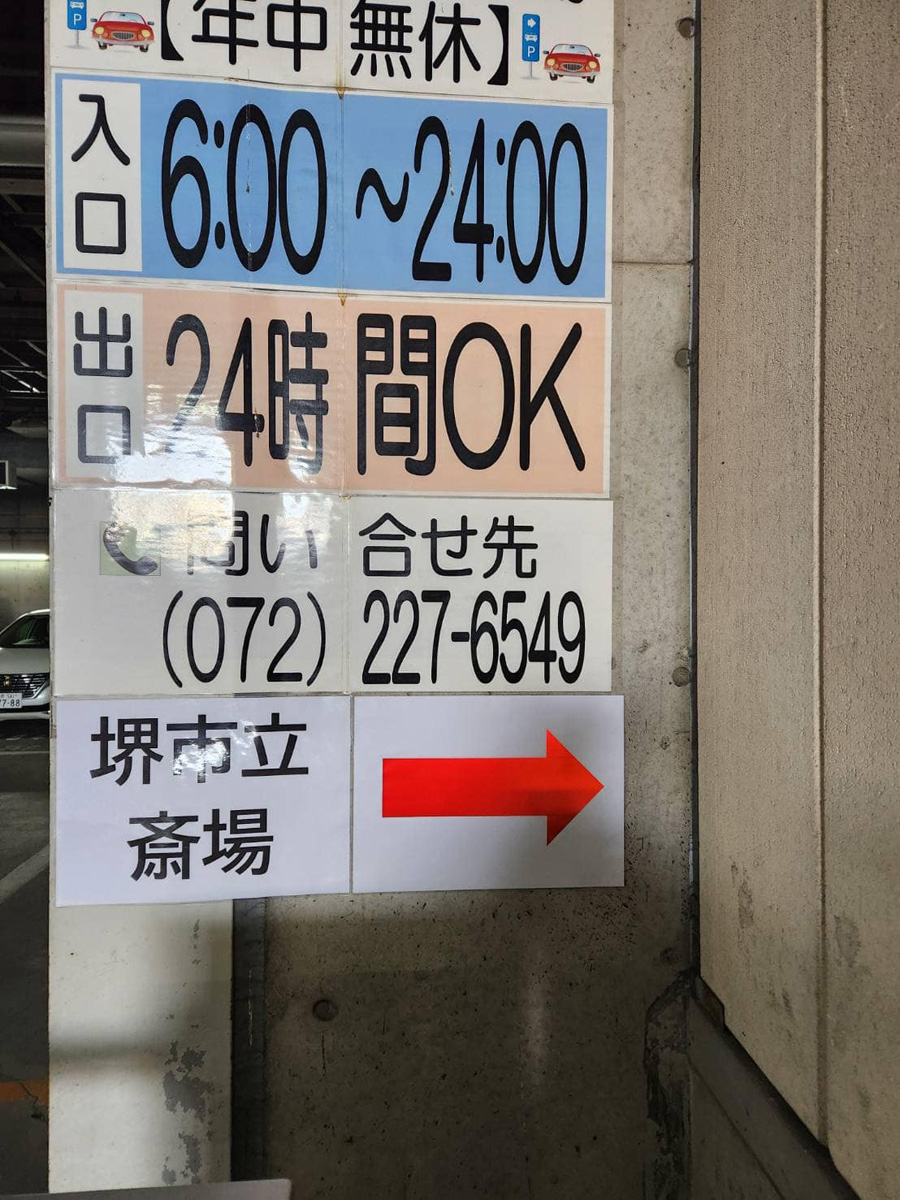 【年中無休】
入口 6:00～24:00
出口 24時間OK
問い合せ先
(072)227-6549
堺市立
斎場